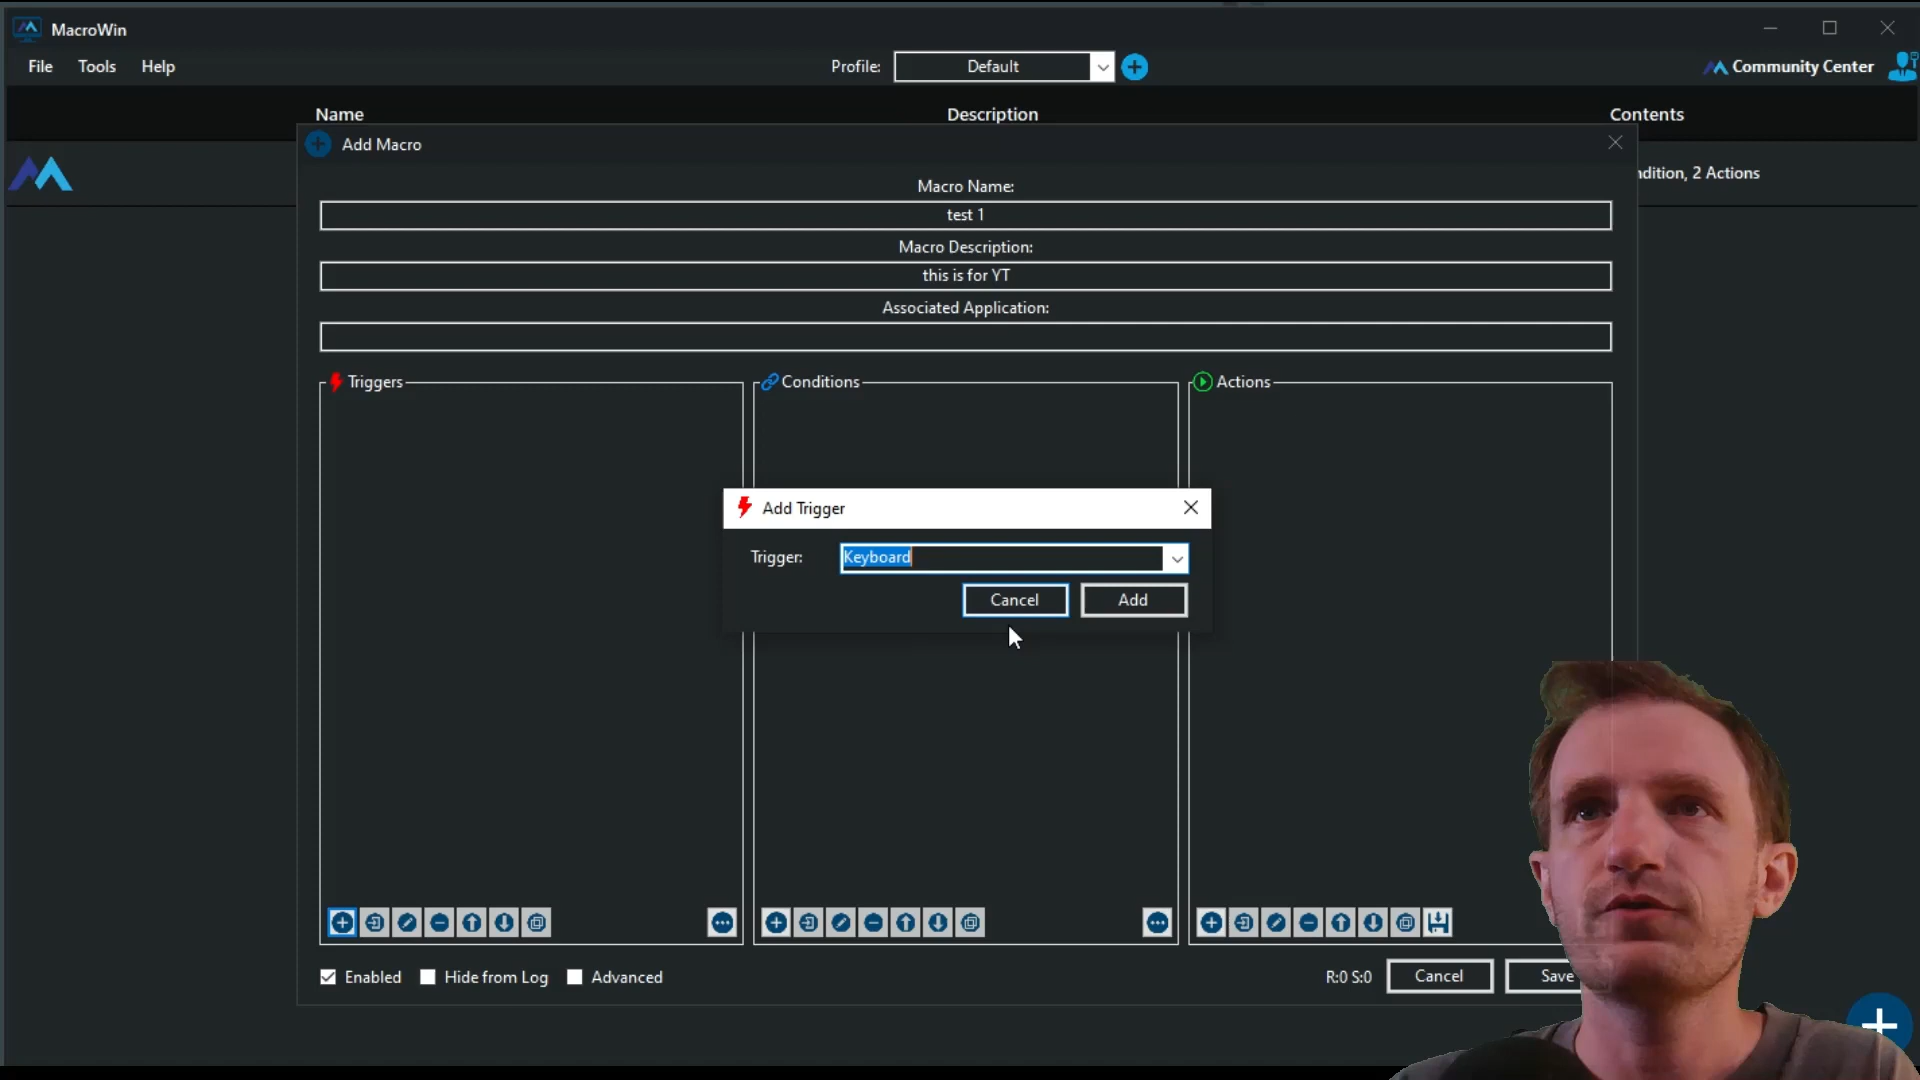 MacroWin
File Tools Help
Profile: Default
Community Center
Name Description Contents
Add Macro
ndition, 2 Actions
Macro Name:
test 1
Macro Description:
this is for YT
Associated Application:
Triggers Conditions Actions
Add Trigger
Trigger: Keyboard
Cancel Add
Enabled Hide from Log Advanced R:0 S:0 Cancel Save